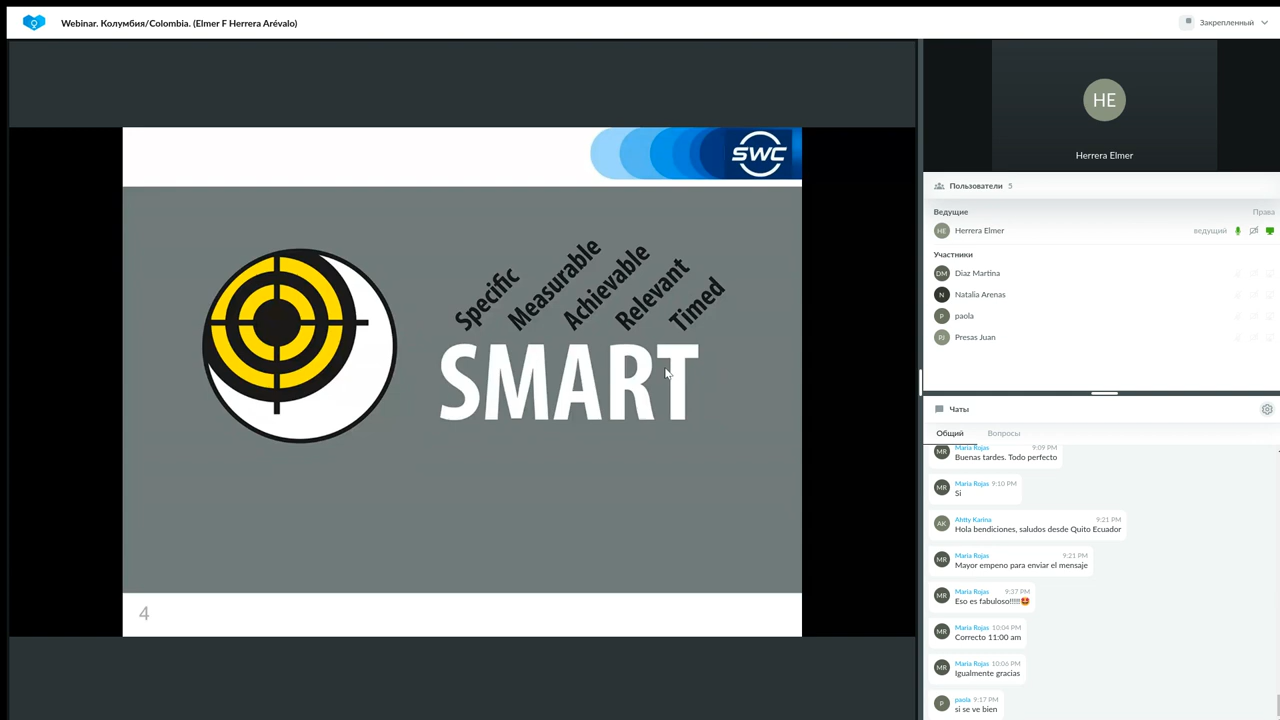 Webinar. Колумбия/Colombia. (Elmer F Herrera Arévalo)
Закрепленный
SWC
Specific
Measurable
Achievable
Relevant
Timed
SMART
4
HE
Herrera Elmer
Пользователи 5
Ведущие Права
HE Herrera Elmer ведущий
Участники
DM Diaz Martina
N Natalia Arenas
P paola
PJ Presas Juan
Чаты
Общий Вопросы
MR Maria Rojas 9:09 PM
Buenas tardes. Todo perfecto
MR Maria Rojas 9:10 PM
Si
AK Ahtty Karina 9:21 PM
Hola bendiciones, saludos desde Quito Ecuador
MR Maria Rojas 9:21 PM
Mayor empeno para enviar el mensaje
MR Maria Rojas 9:37 PM
Eso es fabuloso!!!!!🤩
MR Maria Rojas 10:04 PM
Correcto 11:00 am
MR Maria Rojas 10:06 PM
Igualmente gracias
P paola 9:17 PM
si se ve bien